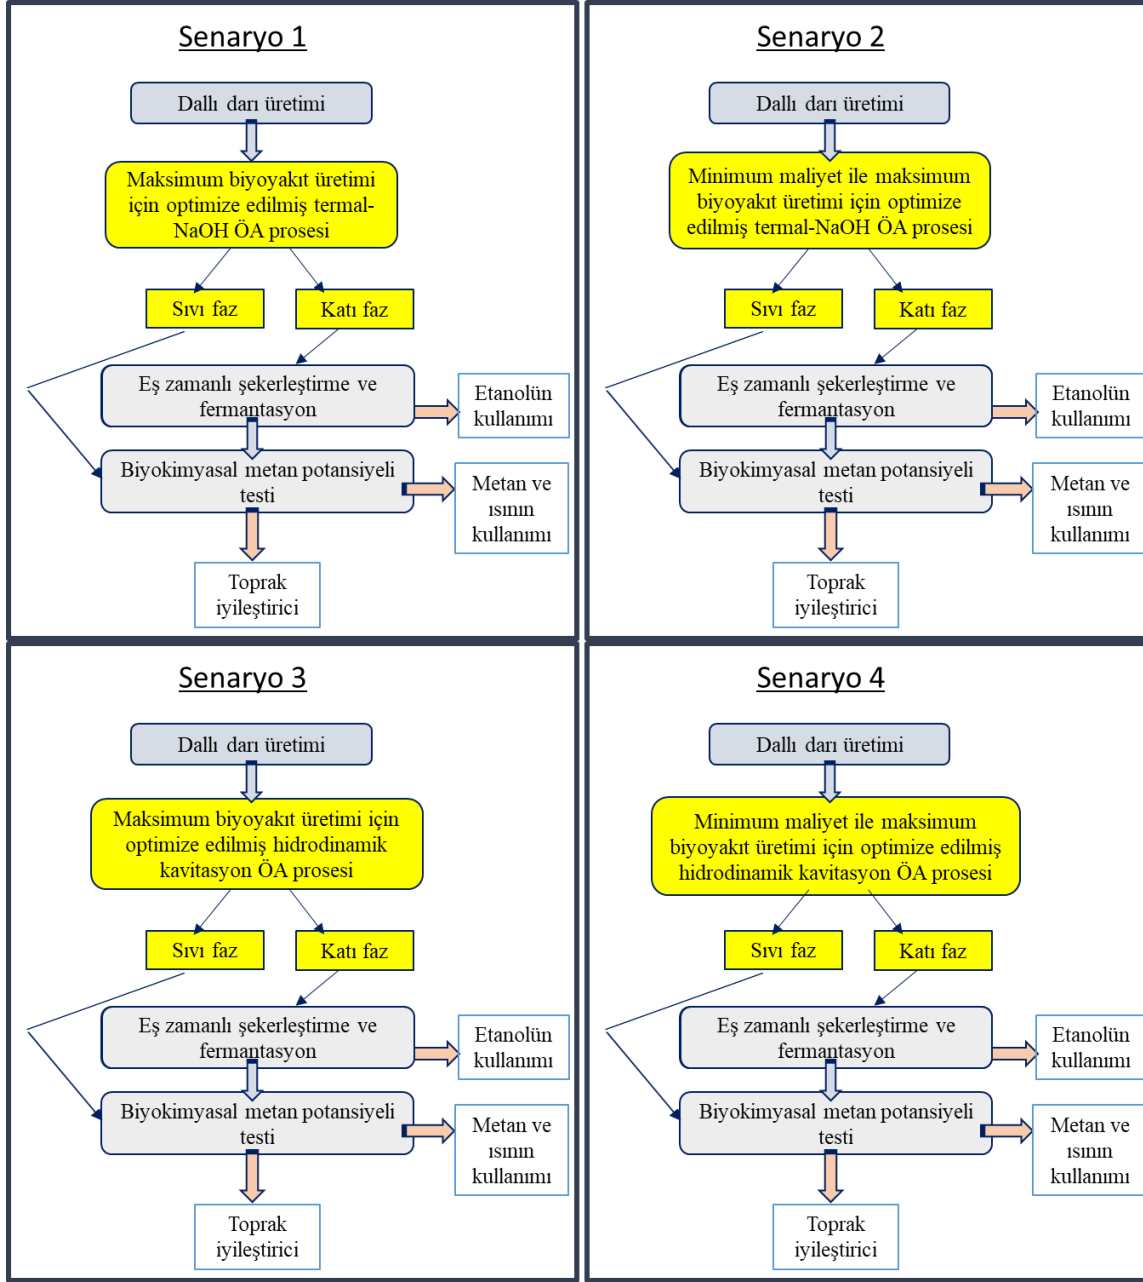 Senaryo 1
Dallı darı üretimi
Maksimum biyoyakıt üretimi
için optimize edilmiş termal-
NaOH ÖA prosesi
Sıvı faz
Katı faz
Eş zamanlı şekerleştirme ve
fermantasyon
Etanolün
kullanımı
Biyokimyasal metan potansiyeli
testi
Metan ve
ısının
kullanımı
Toprak
iyileştirici
Senaryo 2
Dallı darı üretimi
Minimum maliyet ile maksimum
biyoyakıt üretimi için optimize
edilmiş termal-NaOH ÖA prosesi
Sıvı faz
Katı faz
Eş zamanlı şekerleştirme ve
fermantasyon
Etanolün
kullanımı
Biyokimyasal metan potansiyeli
testi
Metan ve
ısının
kullanımı
Toprak
iyileştirici
Senaryo 3
Dallı darı üretimi
Maksimum biyoyakıt üretimi için
optimize edilmiş hidrodinamik
kavitasyon ÖA prosesi
Sıvı faz
Katı faz
Eş zamanlı şekerleştirme ve
fermantasyon
Etanolün
kullanımı
Biyokimyasal metan potansiyeli
testi
Metan ve
ısının
kullanımı
Toprak
iyileştirici
Senaryo 4
Dallı darı üretimi
Minimum maliyet ile maksimum
biyoyakıt üretimi için optimize edilmiş
hidrodinamik kavitasyon ÖA prosesi
Sıvı faz
Katı faz
Eş zamanlı şekerleştirme ve
fermantasyon
Etanolün
kullanımı
Biyokimyasal metan potansiyeli
testi
Metan ve
ısının
kullanımı
Toprak
iyileştirici